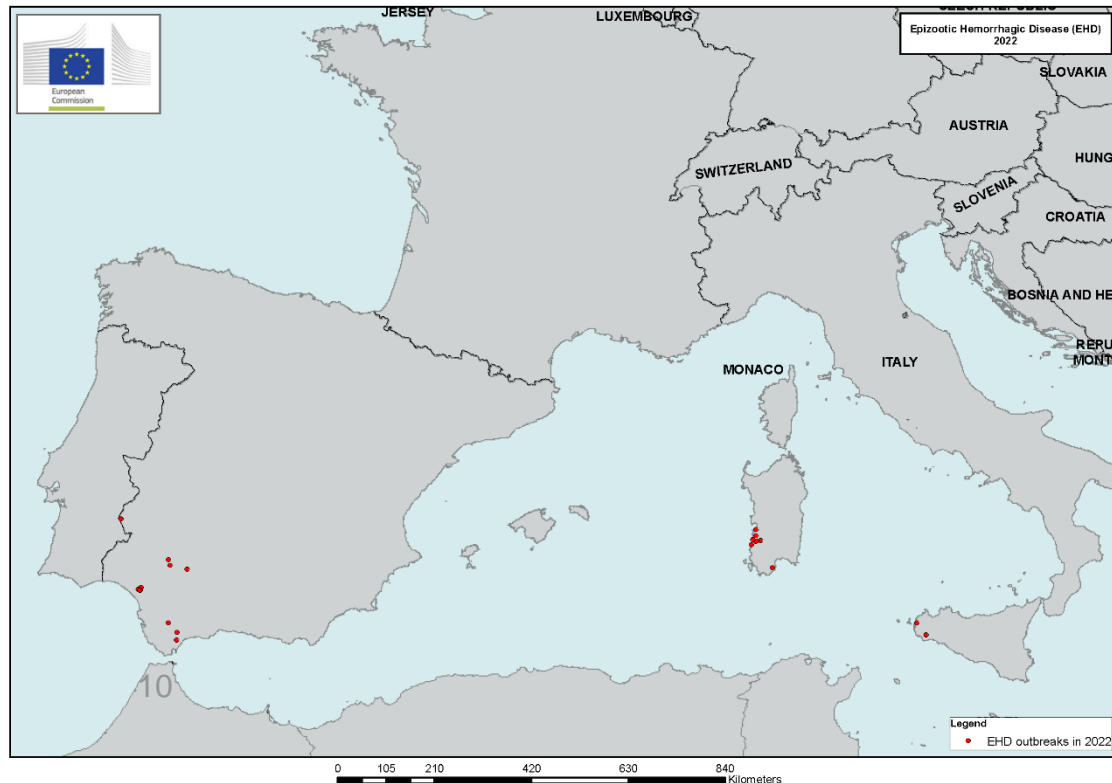 JERSEY
LUXEMBOURG
Epizootic Hemorrhagic Disease (EHD)
2022
European
Commission
SLOVAKIA
AUSTRIA
HUNG
SWITZERLAND
SLOVENIA
CROATIA
BOSNIA AND HE
REPU
MONT
ITALY
MONACO
10
Legend
EHD outbreaks in 2022
0 105 210 420 630 840
Kilometers